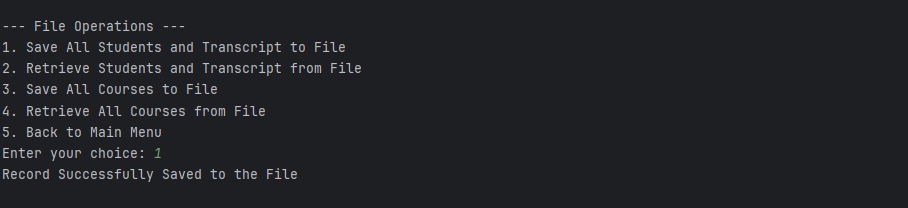 --- File Operations ---
1. Save All Students and Transcript to File
2. Retrieve Students and Transcript from File
3. Save All Courses to File
4. Retrieve All Courses from File
5. Back to Main Menu
Enter your choice: 1
Record Successfully Saved to the File